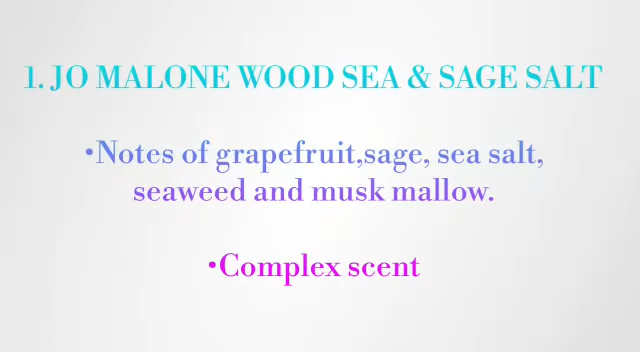 1. JO MALONE WOOD SEA & SAGE SALT
•Notes of grapefruit,sage, sea salt,
seaweed and musk mallow.
•Complex scent